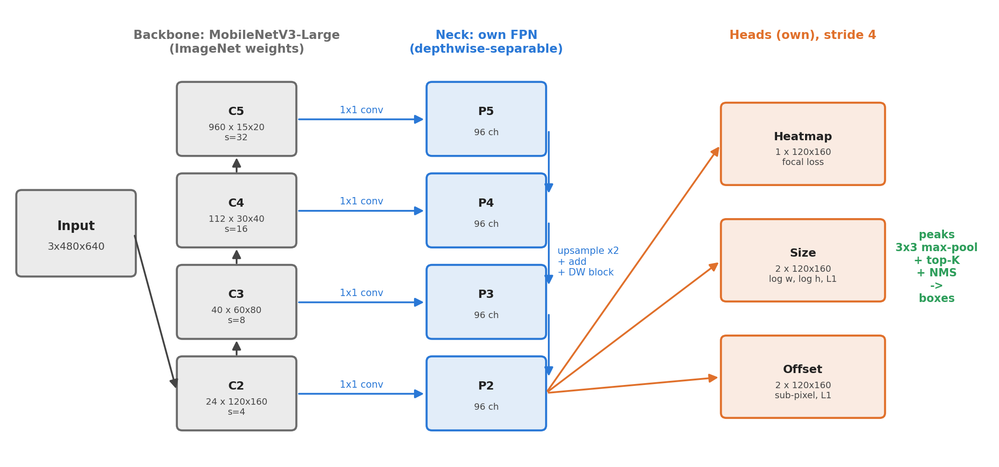 Backbone: MobileNetV3-Large
(ImageNet weights)
Neck: own FPN
(depthwise-separable)
Heads (own), stride 4
Input
3x480x640
C5
960 x 15x20
s=32
C4
112 x 30x40
s=16
C3
40 x 60x80
s=8
C2
24 x 120x160
s=4
1x1 conv
1x1 conv
1x1 conv
1x1 conv
P5
96 ch
P4
96 ch
P3
96 ch
P2
96 ch
upsample x2
+ add
+ DW block
Heatmap
1 x 120x160
focal loss
Size
2 x 120x160
log w, log h, L1
Offset
2 x 120x160
sub-pixel, L1
peaks
3x3 max-pool
+ top-K
+ NMS
->
boxes